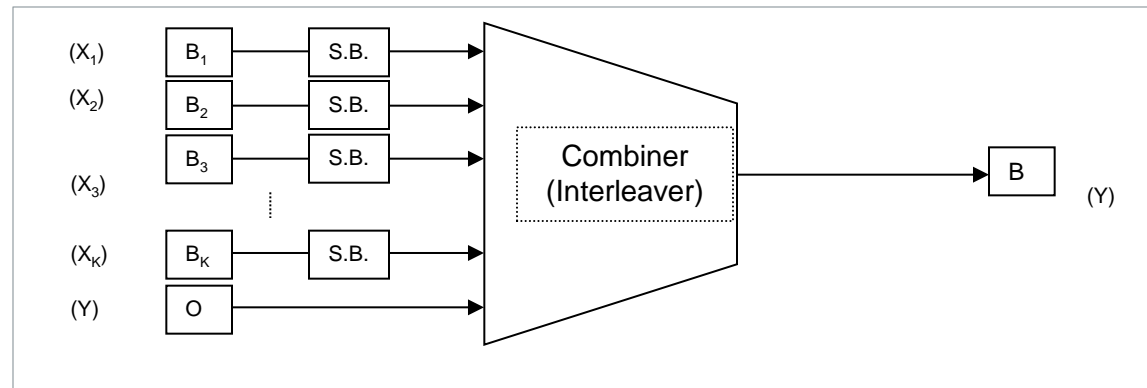 (X₁) B₁ S.B.
(X₂) B₂ S.B.
B₃ S.B.
(X₃)
Combiner
(Interleaver)
B
(Y)
(Xₖ) Bₖ S.B.
(Y) O